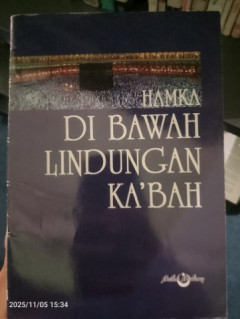 HAMKA
DI BAWAH
LINDUNGAN
KA'BAH
2025/11/05 15:34